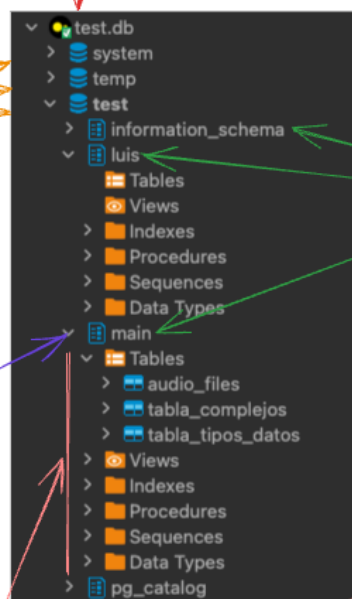 test.db
system
temp
test
information_schema
luis
Tables
Views
Indexes
Procedures
Sequences
Data Types
main
Tables
audio_files
tabla_complejos
tabla_tipos_datos
Views
Indexes
Procedures
Sequences
Data Types
pg_catalog